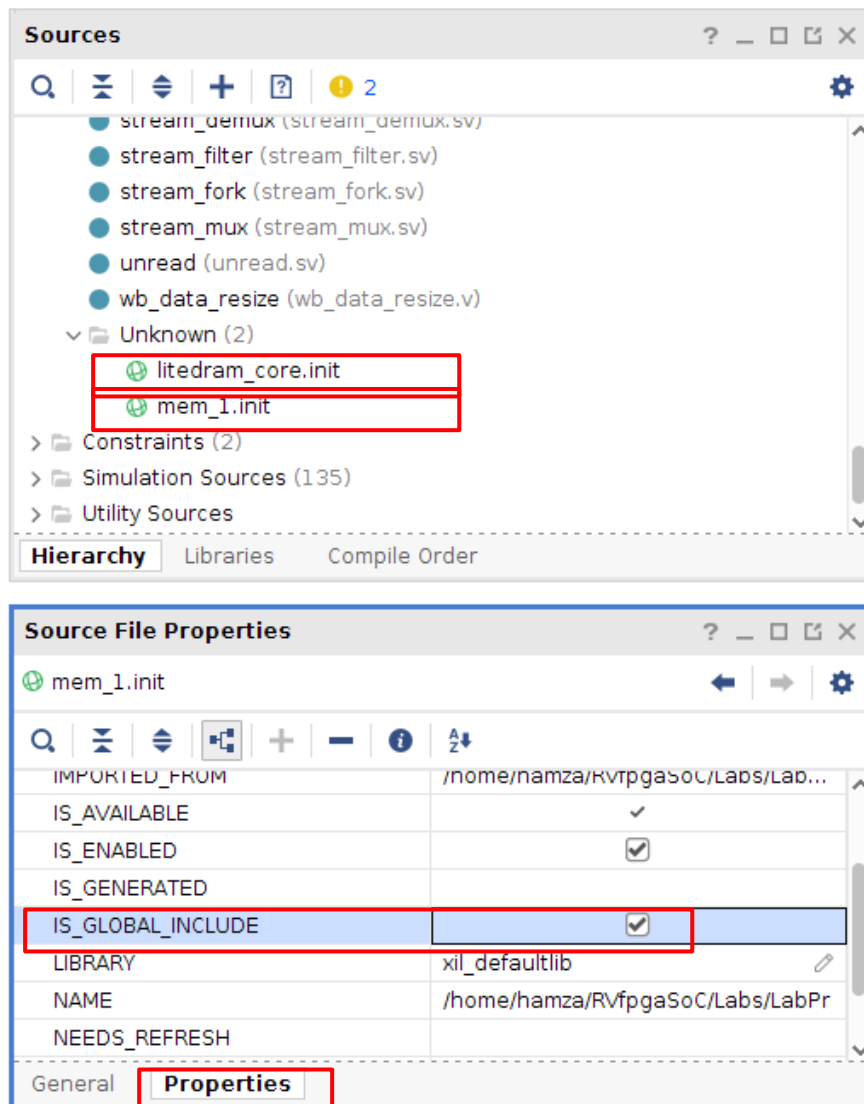 Sources
2
stream_demux (stream_demux.sv)
stream_filter (stream_filter.sv)
stream_fork (stream_fork.sv)
stream_mux (stream_mux.sv)
unread (unread.sv)
wb_data_resize (wb_data_resize.v)
Unknown (2)
litedram_core.init
mem_1.init
Constraints (2)
Simulation Sources (135)
Utility Sources
Hierarchy Libraries Compile Order
Source File Properties
mem_1.init
IMPORTED_FROM /home/hamza/RVfpgaSoC/Labs/Lab...
IS_AVAILABLE
IS_ENABLED
IS_GENERATED
IS_GLOBAL_INCLUDE
LIBRARY xil_defaultlib
NAME /home/hamza/RVfpgaSoC/Labs/LabPr
NEEDS_REFRESH
General Properties